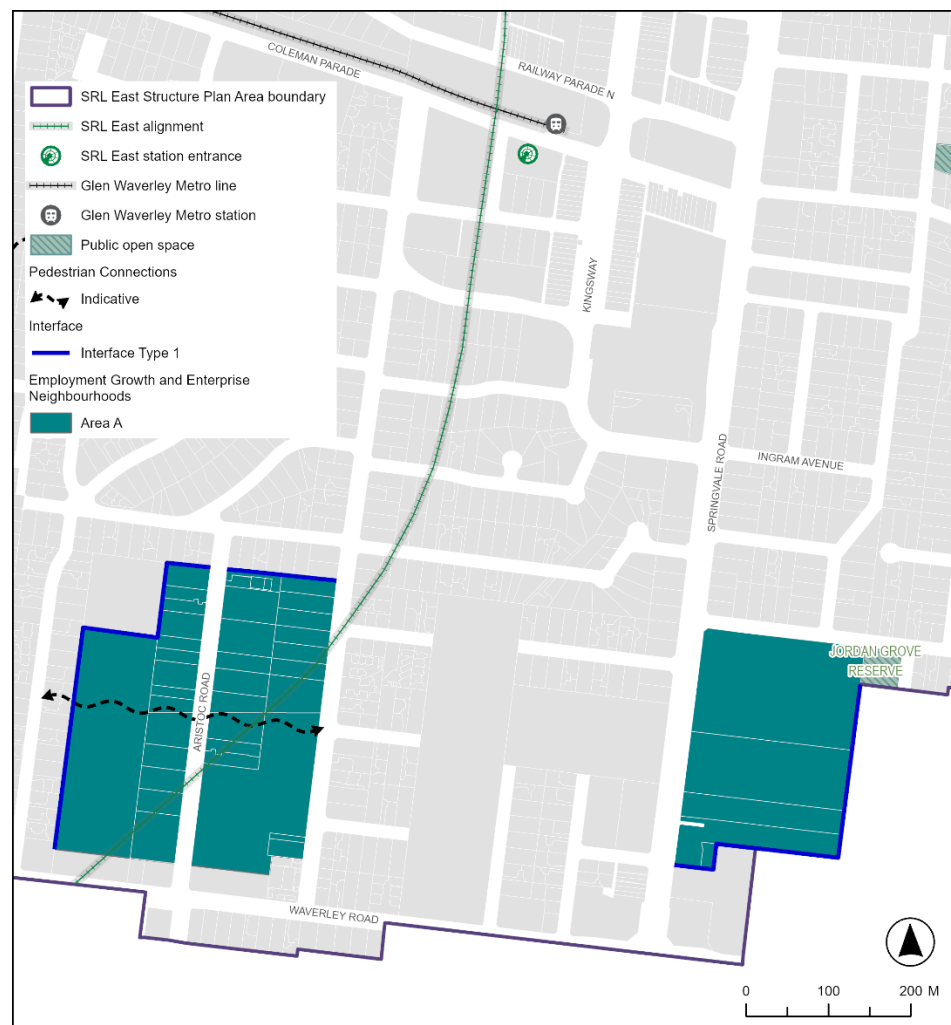 COLEMAN PARADE
RAILWAY PARADE N
SRL East Structure Plan Area boundary
SRL East alignment
SRL East station entrance
Glen Waverley Metro line
Glen Waverley Metro station
Public open space
Pedestrian Connections
Indicative
Interface
Interface Type 1
Employment Growth and Enterprise
Neighbourhoods
Area A
KINGSWAY
SPRINGVALE ROAD
INGRAM AVENUE
JORDAN GROVE
RESERVE
ARISTOC ROAD
WAVERLEY ROAD
0 100 200 M